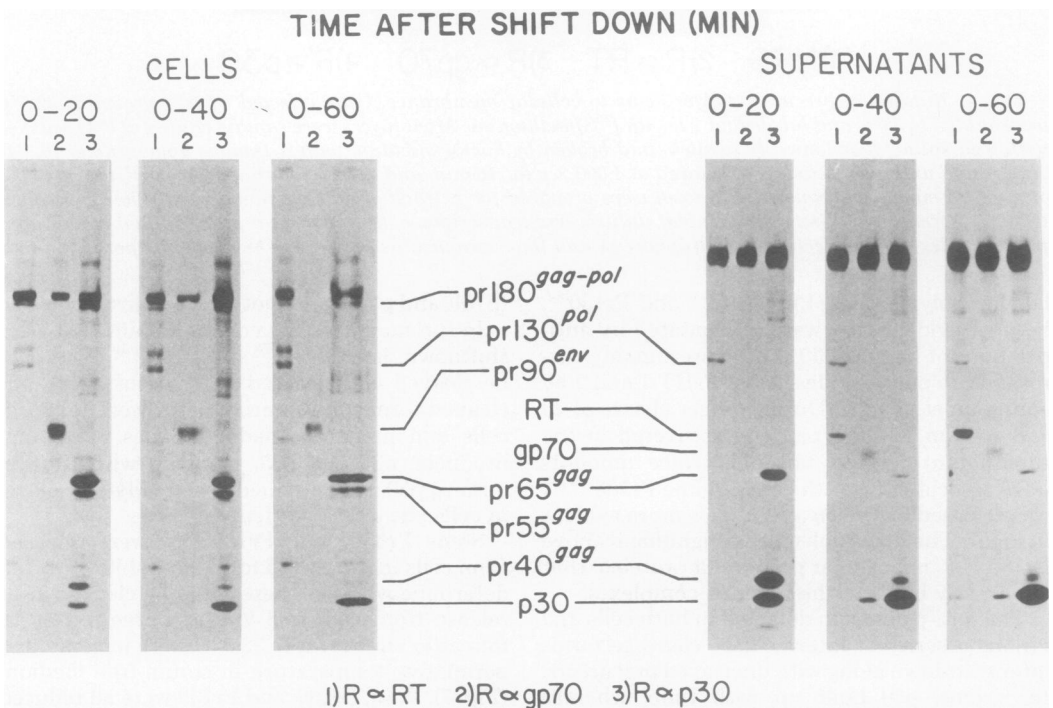 TIME AFTER SHIFT DOWN (MIN)
CELLS
SUPERNATANTS
0-20 0-40 0-60
0-20 0-40 0-60
1 2 3 1 2 3 1 2 3
1 2 3 1 2 3 1 2 3
pr180gag-pol
pr130pol
pr90env
RT
gp70
pr65gag
pr55gag
pr40gag
p30
1)R∝RT 2)R∝gp70 3)R∝p30